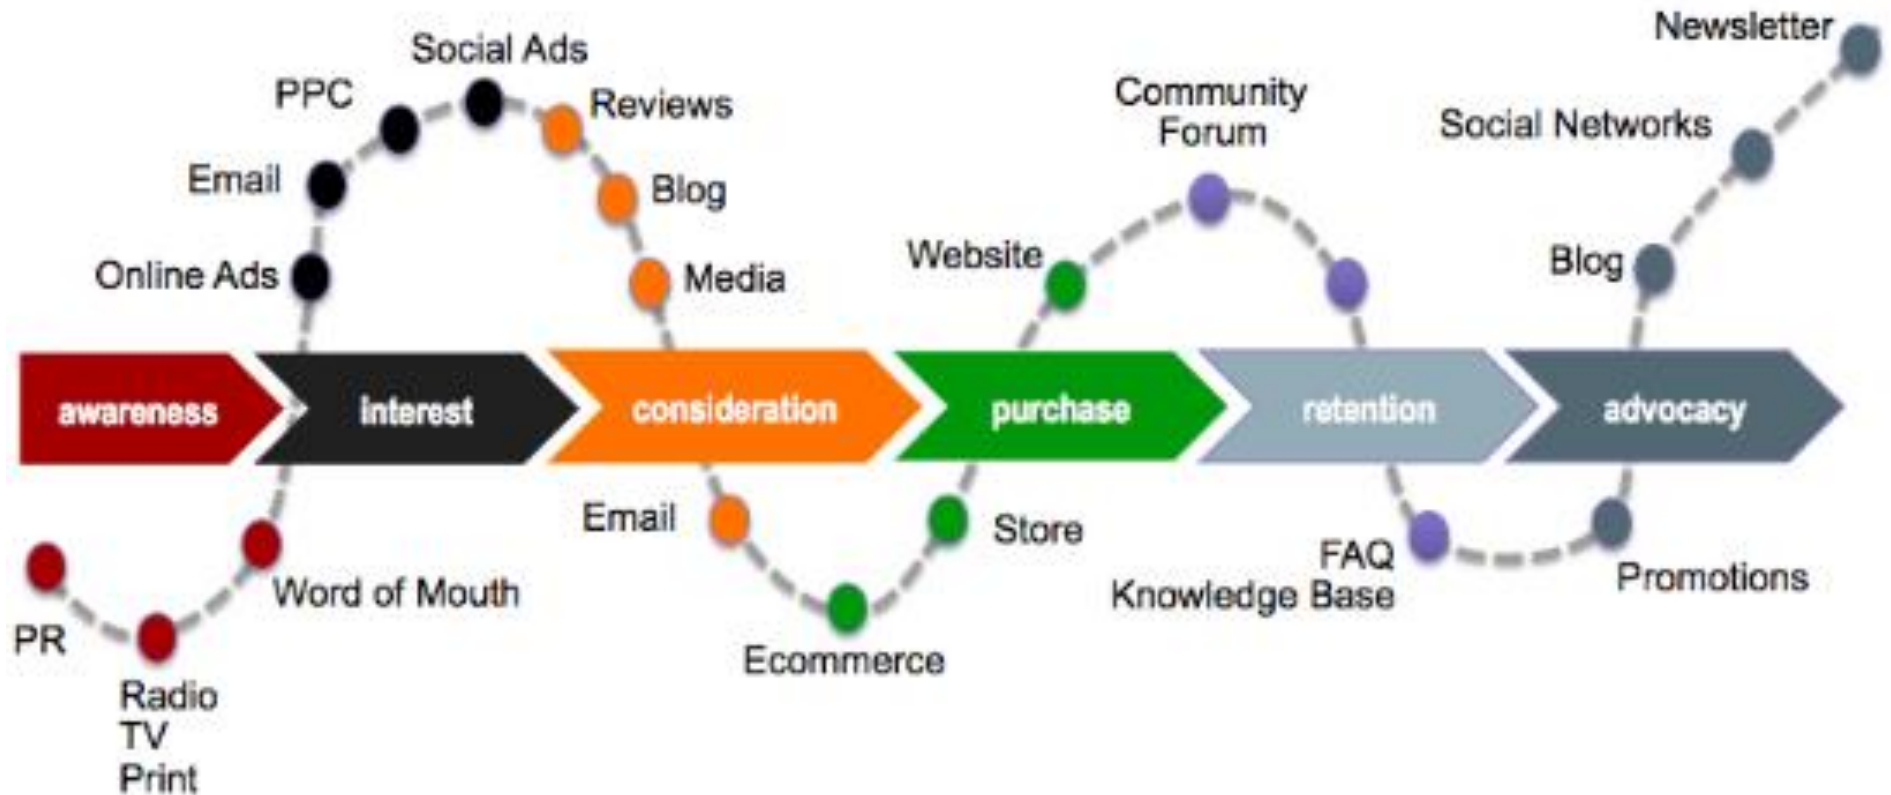 Newsletter
Social Ads
PPC
Reviews
Community
Forum
Social Networks
Email
Blog
Website
Blog
Online Ads
Media
awareness
interest
consideration
purchase
retention
advocacy
Email
Store
FAQ
Knowledge Base
Promotions
Word of Mouth
PR
Ecommerce
Radio
TV
Print